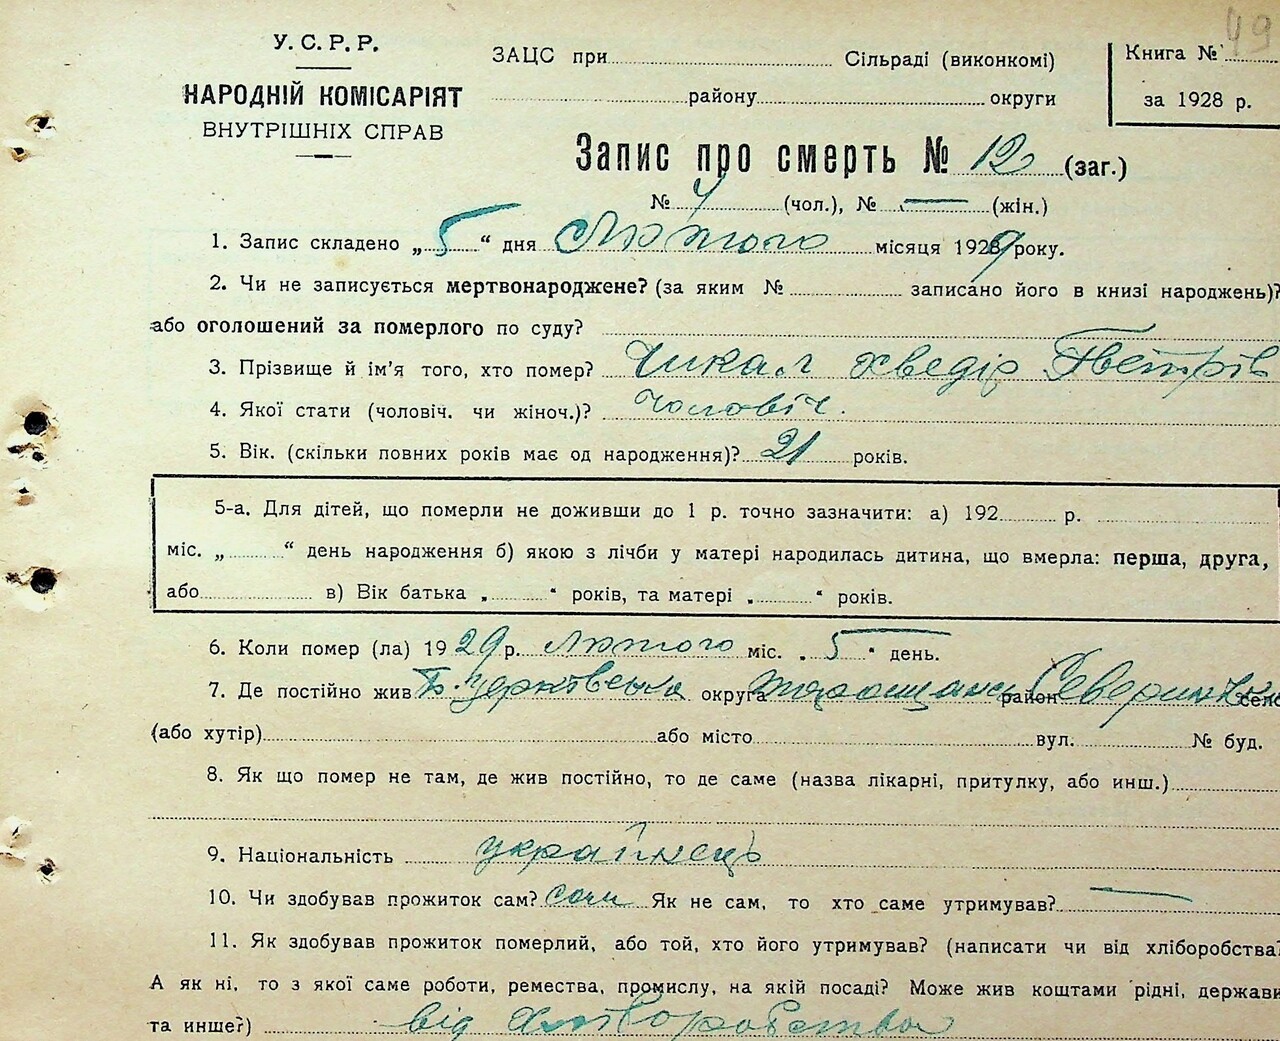 49
У.С.Р.Р.
НАРОДНІЙ КОМІСАРІЯТ
ВНУТРІШНІХ СПРАВ
ЗАЦС при Сільраді (виконкомі)
району округи
Книга №
за 1928 р.
Запис про смерть № 12 (заг.)
№ 7 (чол.), № — (жін.)
1. Запис складено „ 5 “ дня Лютого місяця 1929 року.
2. Чи не записується мертвонароджене? (за яким № записано його в книзі народжень)?
або оголошений за померлого по суду?
3. Прізвище й ім'я того, хто помер? Чикал Хведір Петрів
4. Якої стати (чоловіч. чи жіноч.)? Чоловіч.
5. Вік. (скільки повних років має од народження)? 21 років.
5-а. Для дітей, що померли не доживши до 1 р. точно зазначити: а) 192 р.
міс. „ “ день народження б) якою з лічби у матері народилась дитина, що вмерла: перша, друга,
або в) Вік батька „ “ років, та матері „ “ років.
6. Коли помер (ла) 1929 р. Лютого міс. „ 5 “ день.
7. Де постійно жив Б. Церковська округа Таращанс район Северинівка село
(або хутір) або місто вул. № буд.
8. Як що помер не там, де жив постійно, то де саме (назва лікарні, притулку, або инш.)
9. Національність українець
10. Чи здобував прожиток сам? сам Як не сам, то хто саме утримував? —
11. Як здобував прожиток померлий, або той, хто його утримував? (написати чи від хліборобства?
А як ні, то з якої саме роботи, ремества, промислу, на якій посаді? Може жив коштами рідні, держави
та инше?) від хліборобства